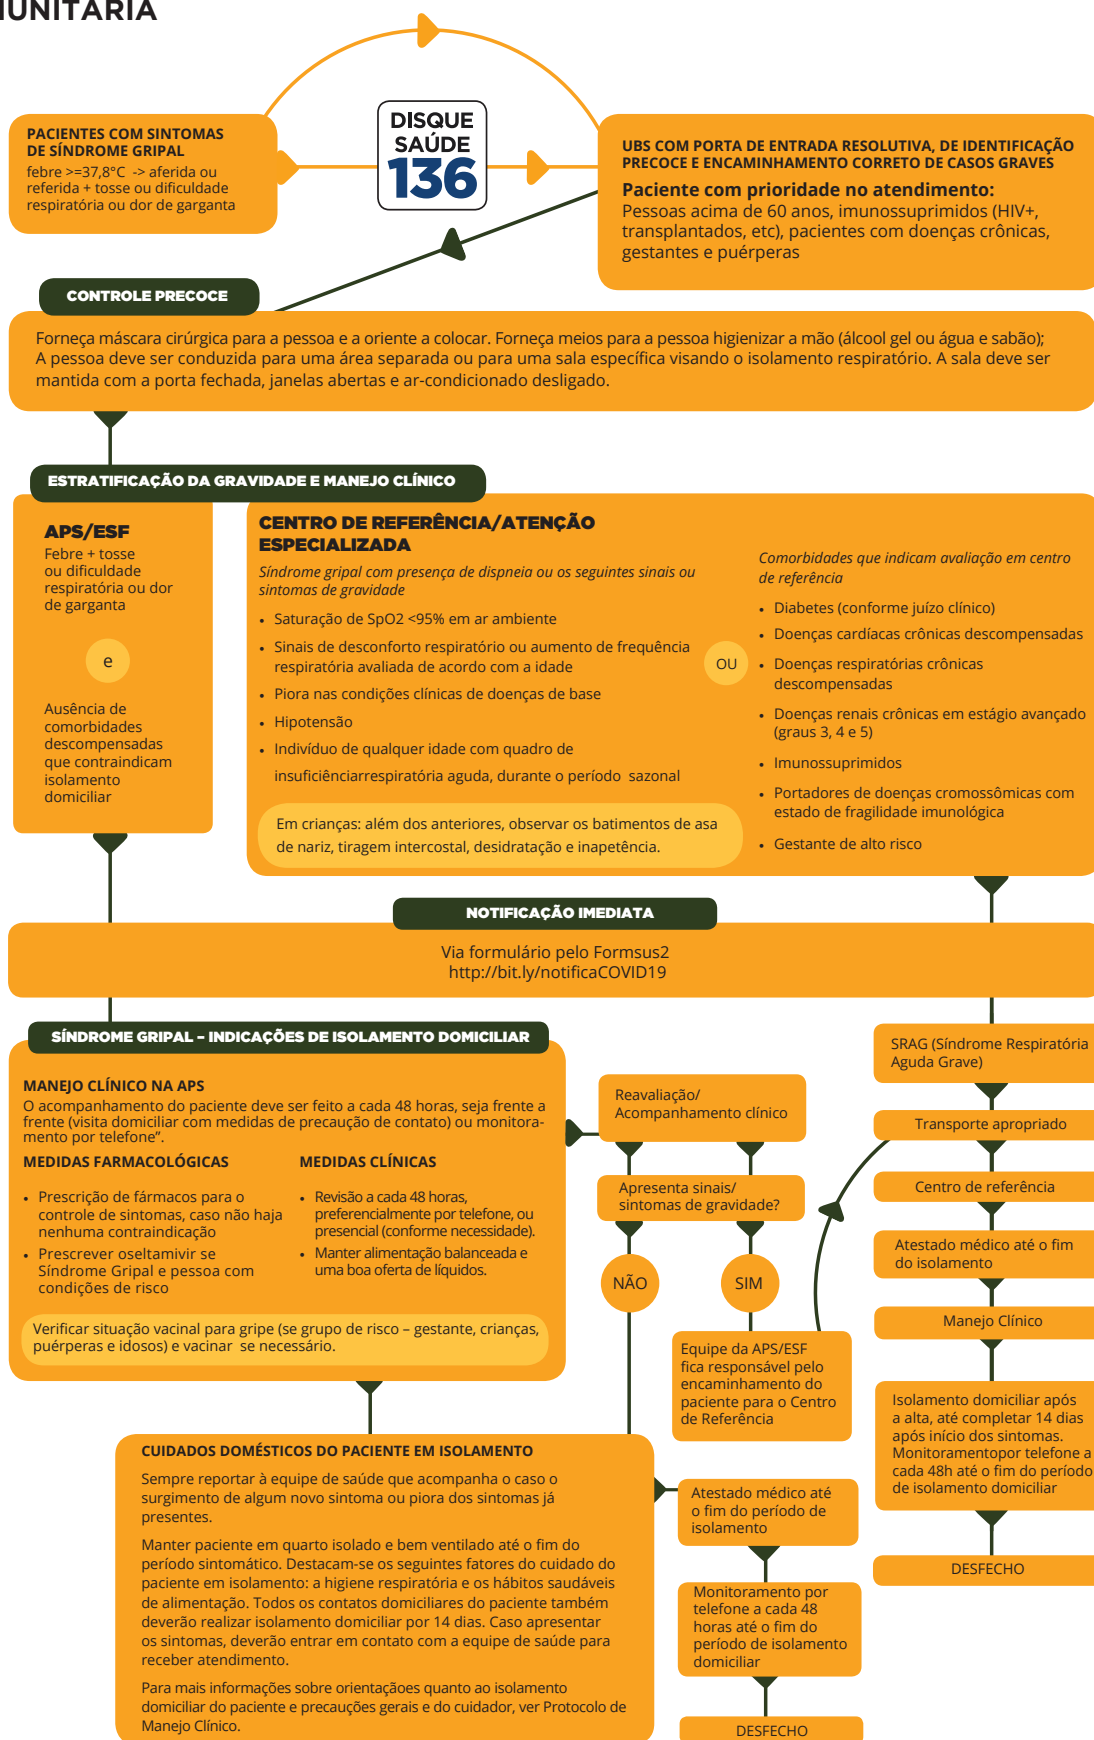 MUNITÁRIA
PACIENTES COM SINTOMAS
DE SÍNDROME GRIPAL
febre >=37,8°C -> aferida ou
referida + tosse ou dificuldade
respiratória ou dor de garganta
DISQUE
SAÚDE
136
UBS COM PORTA DE ENTRADA RESOLUTIVA, DE IDENTIFICAÇÃO
PRECOCE E ENCAMINHAMENTO CORRETO DE CASOS GRAVES
Paciente com prioridade no atendimento:
Pessoas acima de 60 anos, imunossuprimidos (HIV+,
transplantados, etc), pacientes com doenças crônicas,
gestantes e puérperas
CONTROLE PRECOCE
Forneça máscara cirúrgica para a pessoa e a oriente a colocar. Forneça meios para a pessoa higienizar a mão (álcool gel ou água e sabão);
A pessoa deve ser conduzida para uma área separada ou para uma sala específica visando o isolamento respiratório. A sala deve ser
mantida com a porta fechada, janelas abertas e ar-condicionado desligado.
ESTRATIFICAÇÃO DA GRAVIDADE E MANEJO CLÍNICO
APS/ESF
Febre + tosse
ou dificuldade
respiratória ou dor
de garganta
e
Ausência de
comorbidades
descompensadas
que contraindicam
isolamento
domiciliar
CENTRO DE REFERÊNCIA/ATENÇÃO
ESPECIALIZADA
Síndrome gripal com presença de dispneia ou os seguintes sinais ou
sintomas de gravidade
• Saturação de SpO2 <95% em ar ambiente
• Sinais de desconforto respiratório ou aumento de frequência
respiratória avaliada de acordo com a idade
• Piora nas condições clínicas de doenças de base
• Hipotensão
• Indivíduo de qualquer idade com quadro de
insuficiênciarrespiratória aguda, durante o período sazonal
Em crianças: além dos anteriores, observar os batimentos de asa
de nariz, tiragem intercostal, desidratação e inapetência.
OU
Comorbidades que indicam avaliação em centro
de referência
• Diabetes (conforme juízo clínico)
• Doenças cardíacas crônicas descompensadas
• Doenças respiratórias crônicas
descompensadas
• Doenças renais crônicas em estágio avançado
(graus 3, 4 e 5)
• Imunossuprimidos
• Portadores de doenças cromossômicas com
estado de fragilidade imunológica
• Gestante de alto risco
NOTIFICAÇÃO IMEDIATA
Via formulário pelo Formsus2
http://bit.ly/notificaCOVID19
SÍNDROME GRIPAL – INDICAÇÕES DE ISOLAMENTO DOMICILIAR
MANEJO CLÍNICO NA APS
O acompanhamento do paciente deve ser feito a cada 48 horas, seja frente a
frente (visita domiciliar com medidas de precaução de contato) ou monitora-
mento por telefone”.
MEDIDAS FARMACOLÓGICAS
• Prescrição de fármacos para o
controle de sintomas, caso não haja
nenhuma contraindicação
• Prescrever oseltamivir se
Síndrome Gripal e pessoa com
condições de risco
MEDIDAS CLÍNICAS
• Revisão a cada 48 horas,
preferencialmente por telefone, ou
presencial (conforme necessidade).
• Manter alimentação balanceada e
uma boa oferta de líquidos.
Verificar situação vacinal para gripe (se grupo de risco – gestante, crianças,
puérperas e idosos) e vacinar se necessário.
Reavaliação/
Acompanhamento clínico
Apresenta sinais/
sintomas de gravidade?
NÃO
SIM
Equipe da APS/ESF
fica responsável pelo
encaminhamento do
paciente para o Centro
de Referência
SRAG (Síndrome Respiratória
Aguda Grave)
Transporte apropriado
Centro de referência
Atestado médico até o fim
do isolamento
Manejo Clínico
Isolamento domiciliar após
a alta, até completar 14 dias
após início dos sintomas.
Monitoramentopor telefone a
cada 48h até o fim do período
de isolamento domiciliar
DESFECHO
CUIDADOS DOMÉSTICOS DO PACIENTE EM ISOLAMENTO
Sempre reportar à equipe de saúde que acompanha o caso o
surgimento de algum novo sintoma ou piora dos sintomas já
presentes.
Manter paciente em quarto isolado e bem ventilado até o fim do
período sintomático. Destacam-se os seguintes fatores do cuidado do
paciente em isolamento: a higiene respiratória e os hábitos saudáveis
de alimentação. Todos os contatos domiciliares do paciente também
deverão realizar isolamento domiciliar por 14 dias. Caso apresentar
os sintomas, deverão entrar em contato com a equipe de saúde para
receber atendimento.
Para mais informações sobre orientaçãoes quanto ao isolamento
domiciliar do paciente e precauções gerais e do cuidador, ver Protocolo de
Manejo Clínico.
Atestado médico até
o fim do período de
isolamento
Monitoramento por
telefone a cada 48
horas até o fim do
período de isolamento
domiciliar
DESFECHO